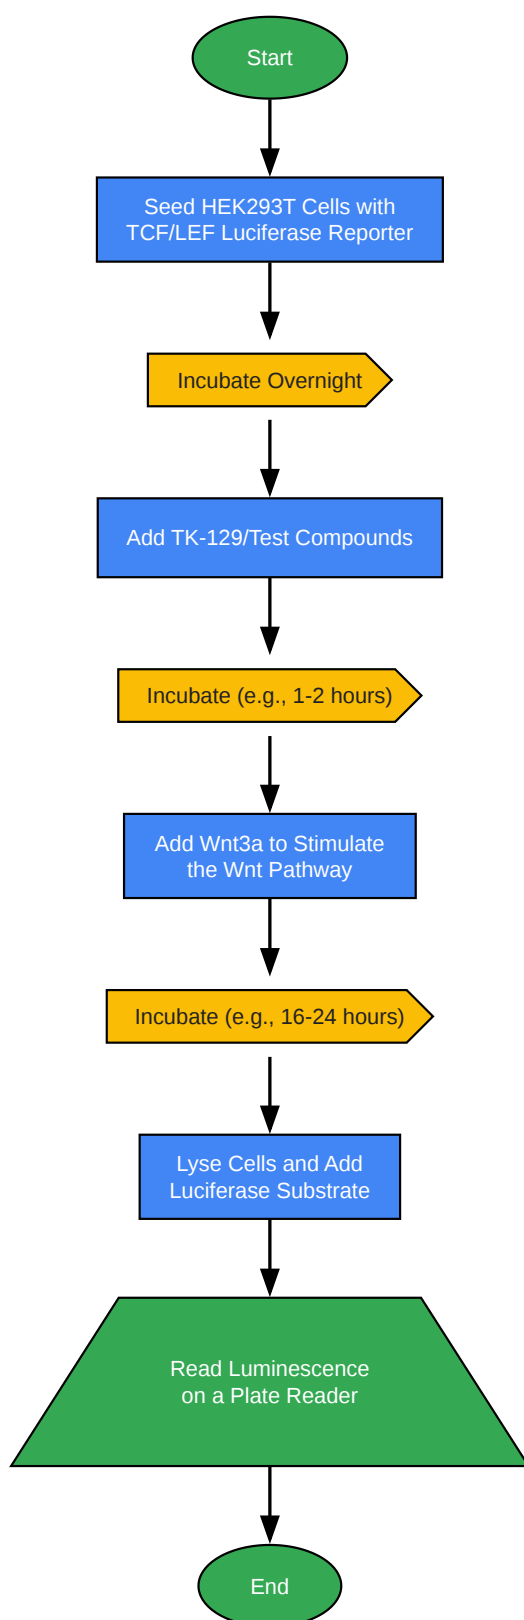 Start
Seed HEK293T Cells with
TCF/LEF Luciferase Reporter
Incubate Overnight
Add TK-129/Test Compounds
Incubate (e.g., 1-2 hours)
Add Wnt3a to Stimulate
the Wnt Pathway
Incubate (e.g., 16-24 hours)
Lyse Cells and Add
Luciferase Substrate
Read Luminescence
on a Plate Reader
End